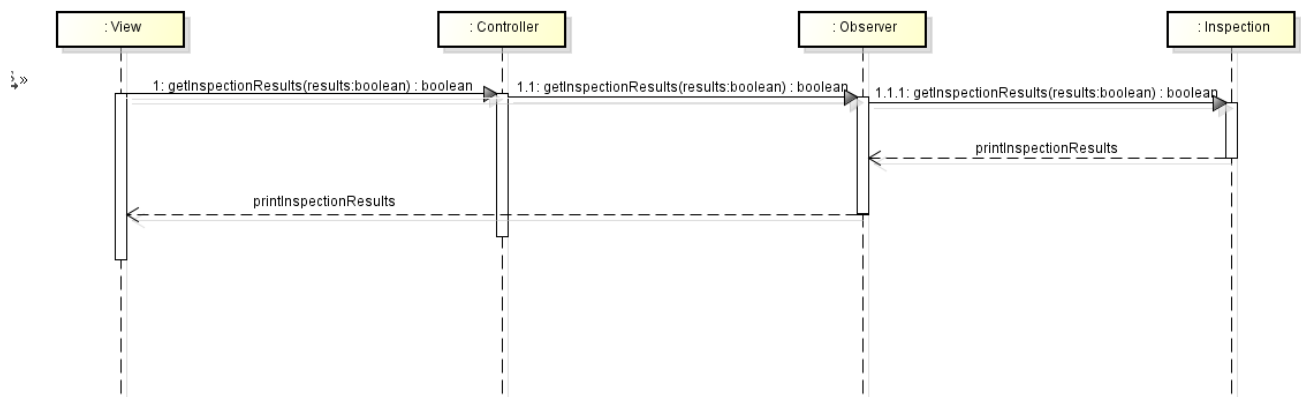 : View
: Controller
: Observer
: Inspection
»
1: getInspectionResults(results:boolean) : boolean
1.1: getInspectionResults(results:boolean) : boolean
1.1.1: getInspectionResults(results:boolean) : boolean
printInspectionResults
printInspectionResults